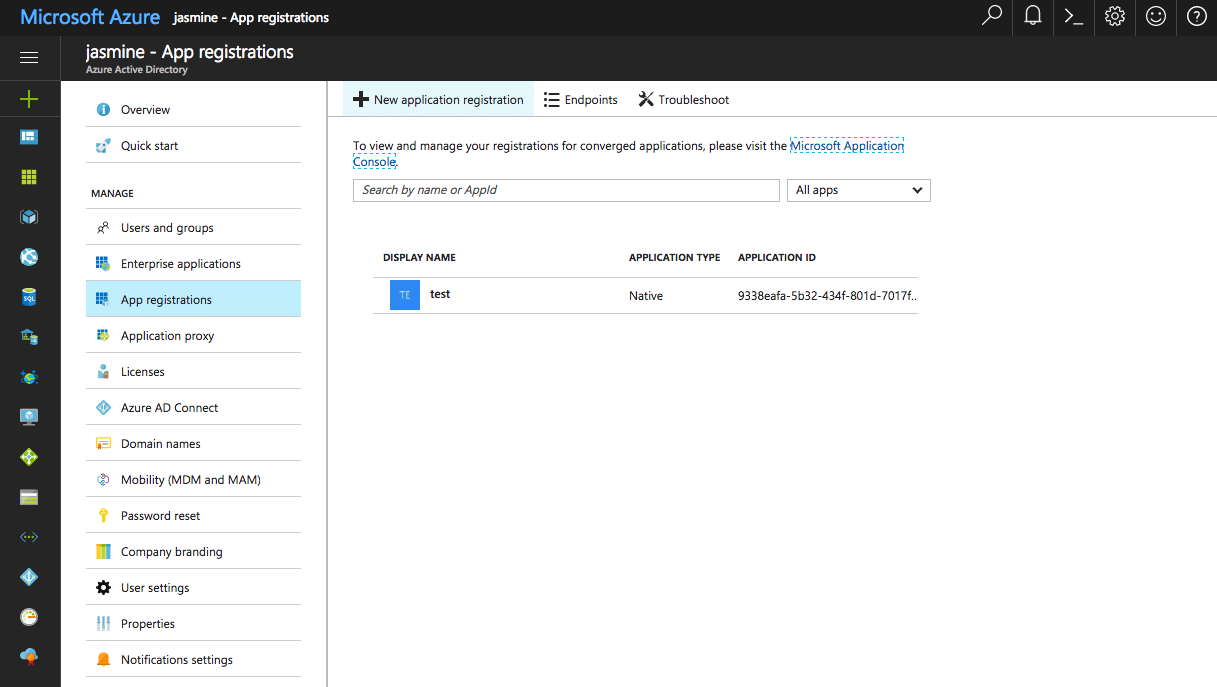 Microsoft Azure jasmine - App registrations
jasmine - App registrations
Azure Active Directory
Overview
Quick start
MANAGE
Users and groups
Enterprise applications
App registrations
Application proxy
Licenses
Azure AD Connect
Domain names
Mobility (MDM and MAM)
Password reset
Company branding
User settings
Properties
Notifications settings
New application registration Endpoints Troubleshoot
To view and manage your registrations for converged applications, please visit the Microsoft Application
Console.
Search by name or AppId All apps
DISPLAY NAME APPLICATION TYPE APPLICATION ID
TE test Native 9338eafa-5b32-434f-801d-7017f..
SQL